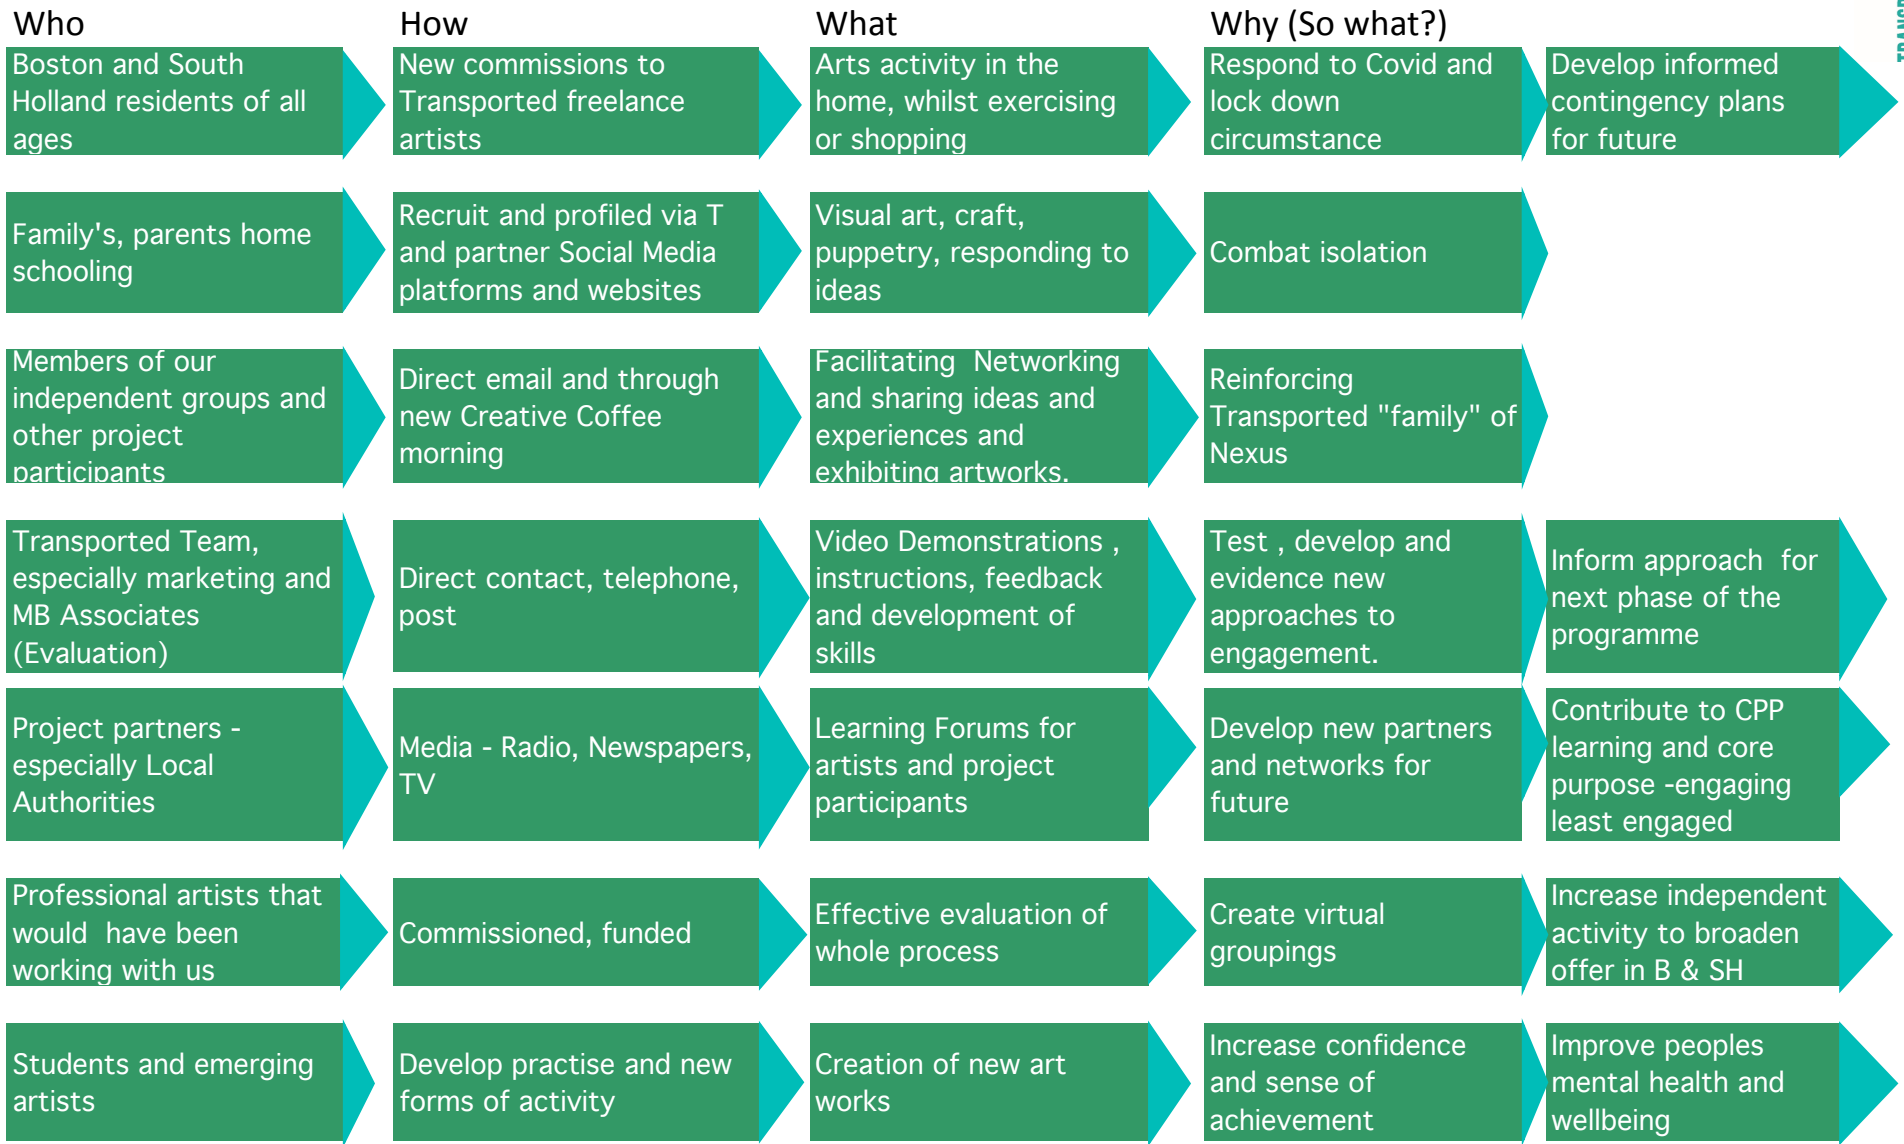 Who
How
What
Why (So what?)
Boston and South
Holland residents of all
ages
New commissions to
Transported freelance
artists
Arts activity in the
home, whilst exercising
or shopping
Respond to Covid and
lock down
circumstance
Develop informed
contingency plans
for future
Family's, parents home
schooling
Recruit and profiled via T
and partner Social Media
platforms and websites
Visual art, craft,
puppetry, responding to
ideas
Combat isolation
Members of our
independent groups and
other project
participants
Direct email and through
new Creative Coffee
morning
Facilitating  Networking
and sharing ideas and
experiences and
exhibiting artworks.
Reinforcing
Transported "family" of
Nexus
Transported Team,
especially marketing and
MB Associates
(Evaluation)
Direct contact, telephone,
post
Video Demonstrations ,
instructions, feedback
and development of
skills
Test , develop and
evidence new
approaches to
engagement.
Inform approach  for
next phase of the
programme
Project partners -
especially Local
Authorities
Media - Radio, Newspapers,
TV
Learning Forums for
artists and project
participants
Develop new partners
and networks for
future
Contribute to CPP
learning and core
purpose -engaging
least engaged
Professional artists that
would  have been
working with us
Commissioned, funded
Effective evaluation of
whole process
Create virtual
groupings
Increase independent
activity to broaden
offer in B & SH
Students and emerging
artists
Develop practise and new
forms of activity
Creation of new art
works
Increase confidence
and sense of
achievement
Improve peoples
mental health and
wellbeing